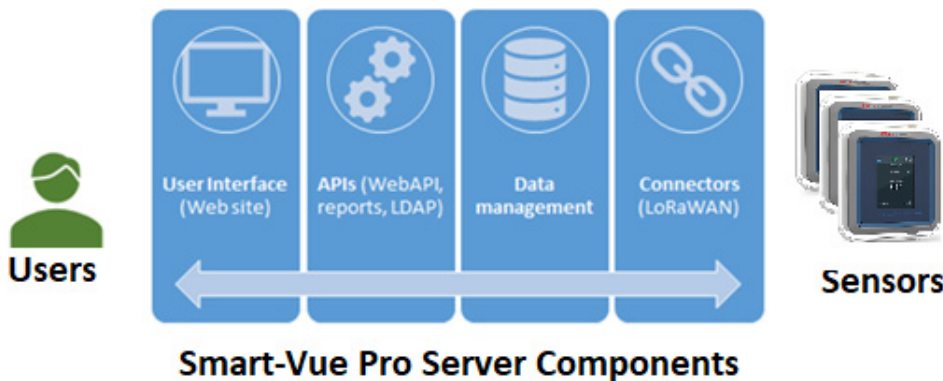 Users
User Interface
(Web site)
APIs (WebAPI,
reports, LDAP)
Data
management
Connectors
(LoRaWAN)
Sensors
Smart-Vue Pro Server Components